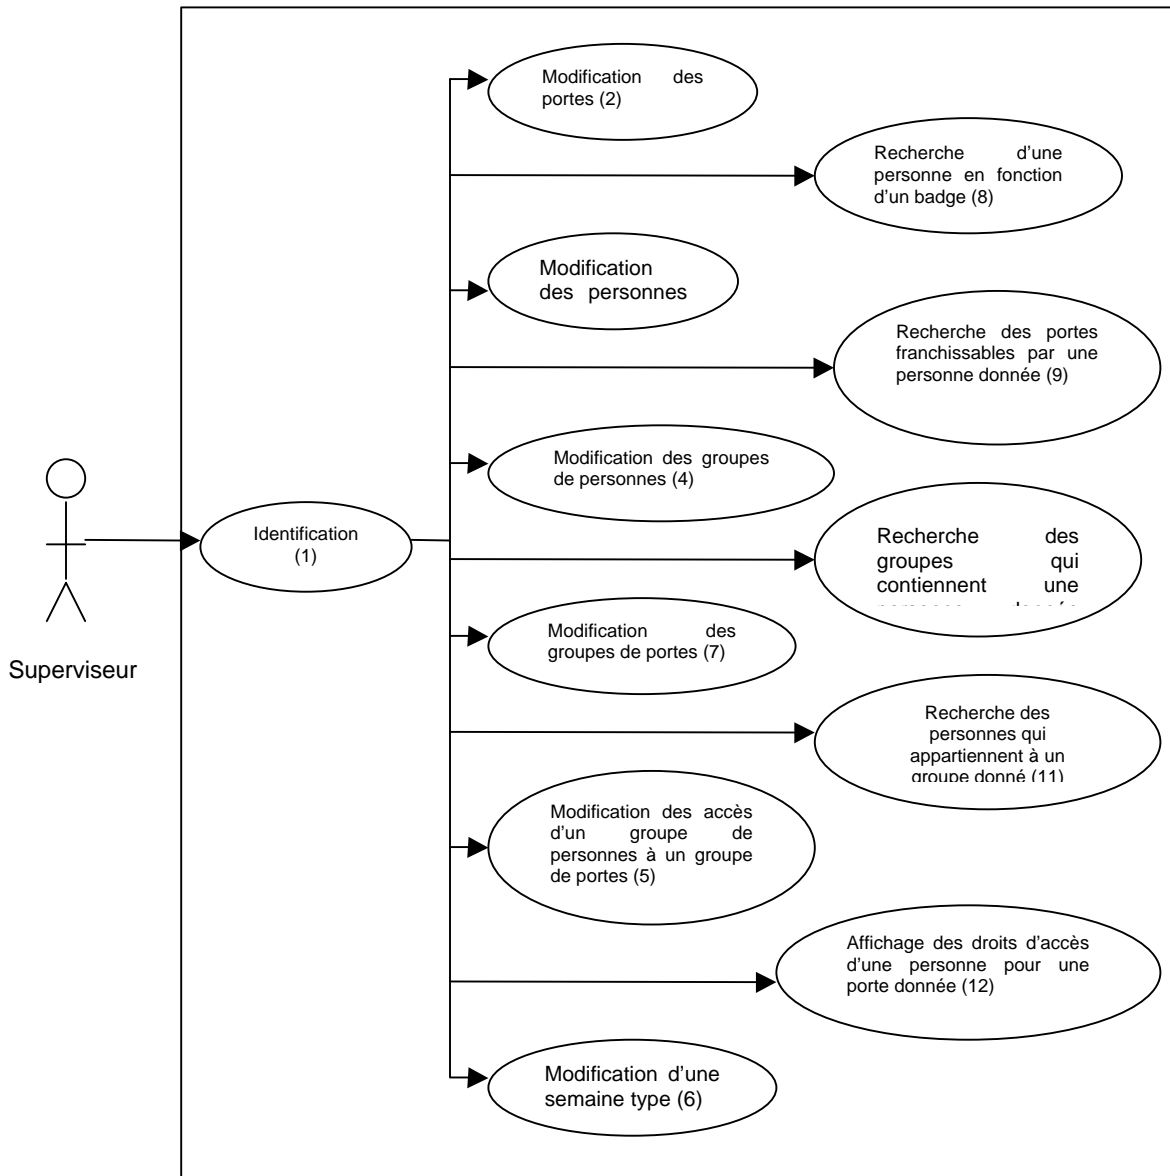 Modification des
portes (2)
Recherche d'une
personne en fonction
d'un badge (8)
Modification
des personnes
Recherche des portes
franchissables par une
personne donnée (9)
Modification des groupes
de personnes (4)
Identification
(1)
Recherche des
groupes qui
contiennent une
Modification des
groupes de portes (7)
Superviseur
Recherche des
personnes qui
appartiennent à un
groupe donné (11)
Modification des accès
d'un groupe de
personnes à un groupe
de portes (5)
Affichage des droits d'accès
d'une personne pour une
porte donnée (12)
Modification d'une
semaine type (6)